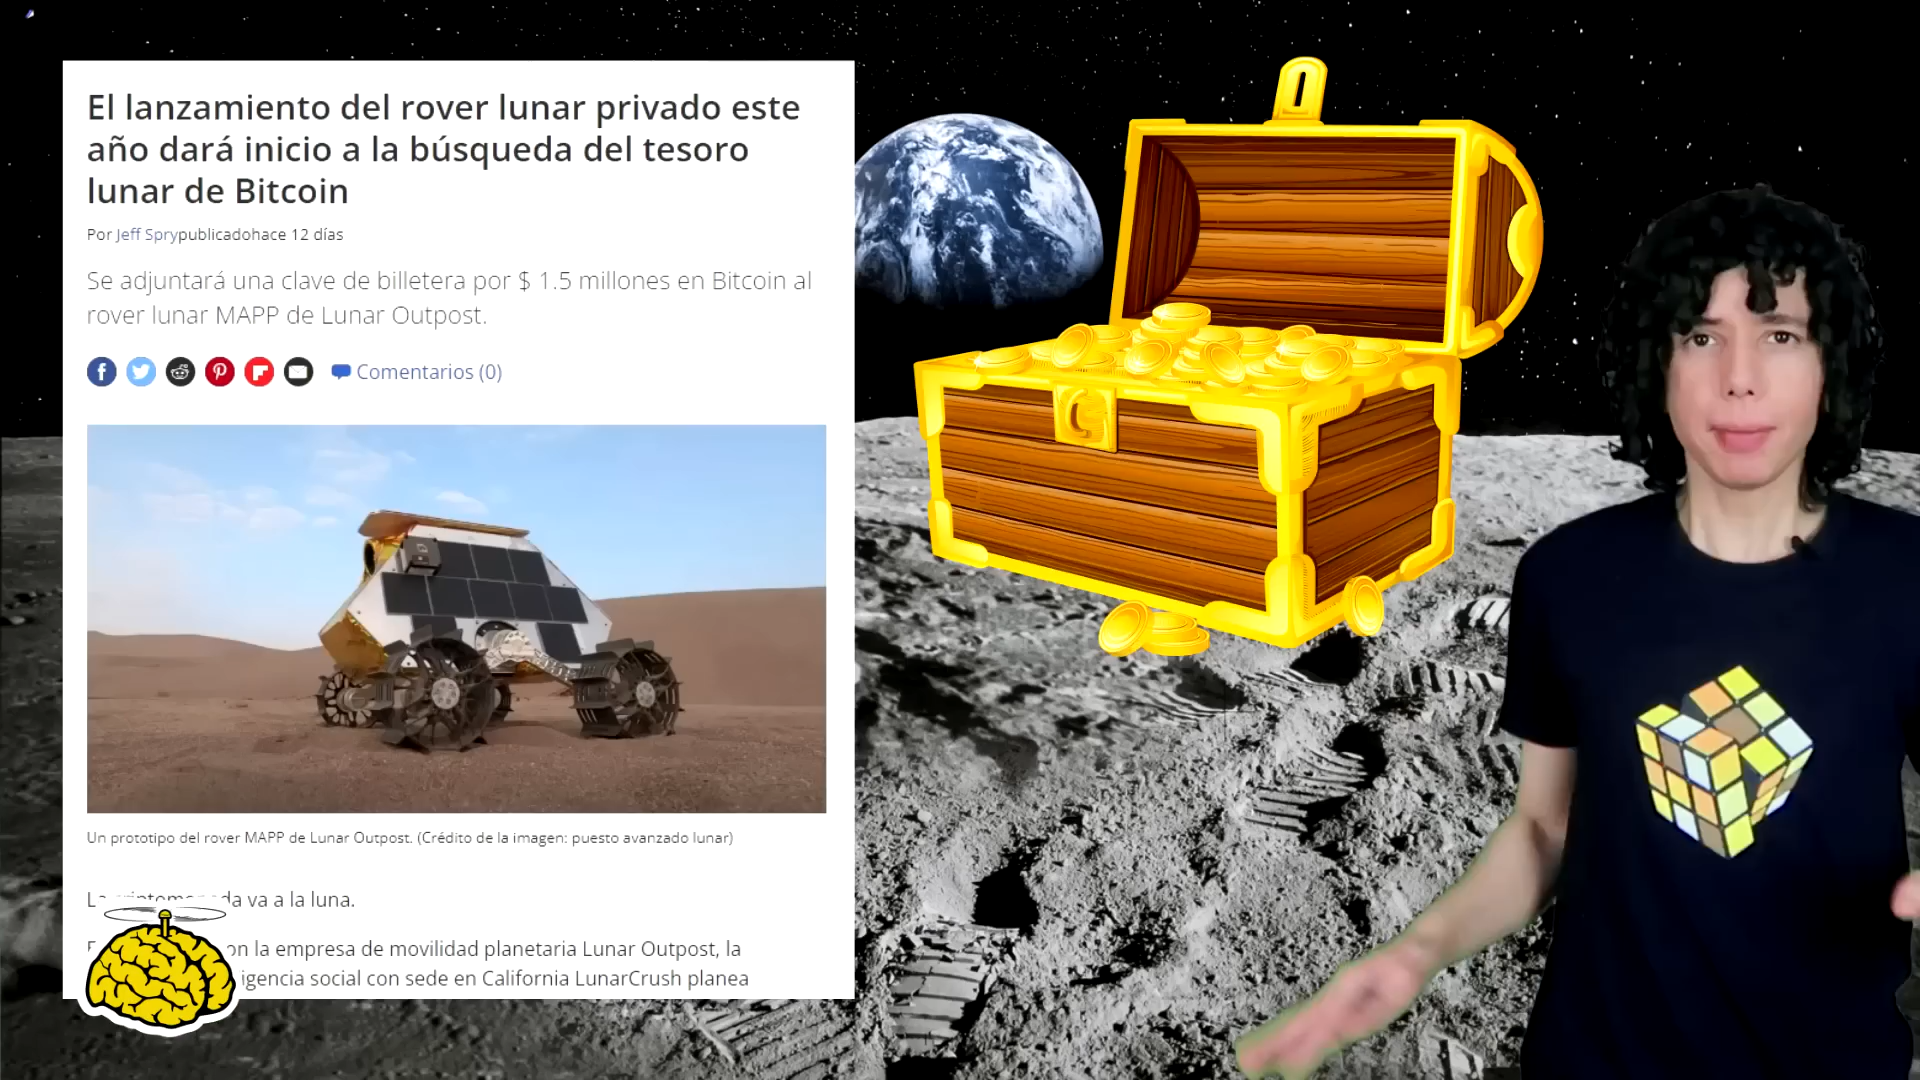 El lanzamiento del rover lunar privado este
año dará inicio a la búsqueda del tesoro
lunar de Bitcoin
Por Jeff Sprypublicadohace 12 días
Se adjuntará una clave de billetera por $ 1.5 millones en Bitcoin al
rover lunar MAPP de Lunar Outpost.
Comentarios (0)
Un prototipo del rover MAPP de Lunar Outpost. (Crédito de la imagen: puesto avanzado lunar)
va a la luna.
la empresa de movilidad planetaria Lunar Outpost, la
social con sede en California LunarCrush planea